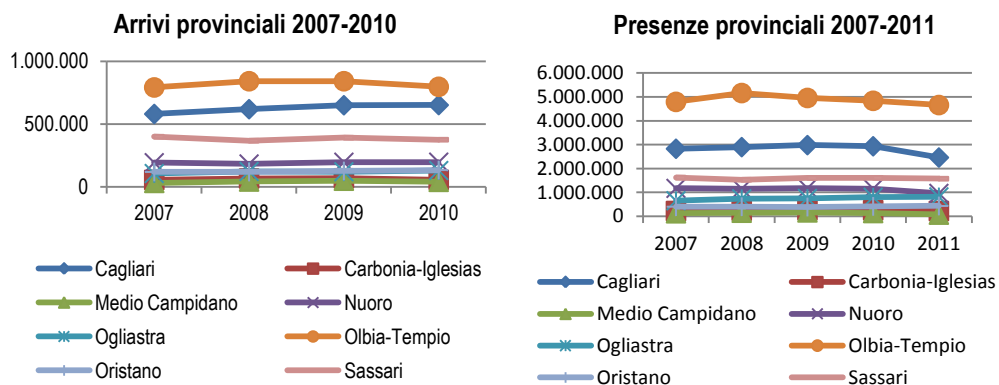 Arrivi provinciali 2007-2010
1.000.000
500.000
0
2007 2008 2009 2010
Cagliari Carbonia-Iglesias
Medio Campidano Nuoro
Ogliastra Olbia-Tempio
Oristano Sassari
Presenze provinciali 2007-2011
6.000.000
5.000.000
4.000.000
3.000.000
2.000.000
1.000.000
0
2007 2008 2009 2010 2011
Cagliari Carbonia-Iglesias
Medio Campidano Nuoro
Ogliastra Olbia-Tempio
Oristano Sassari